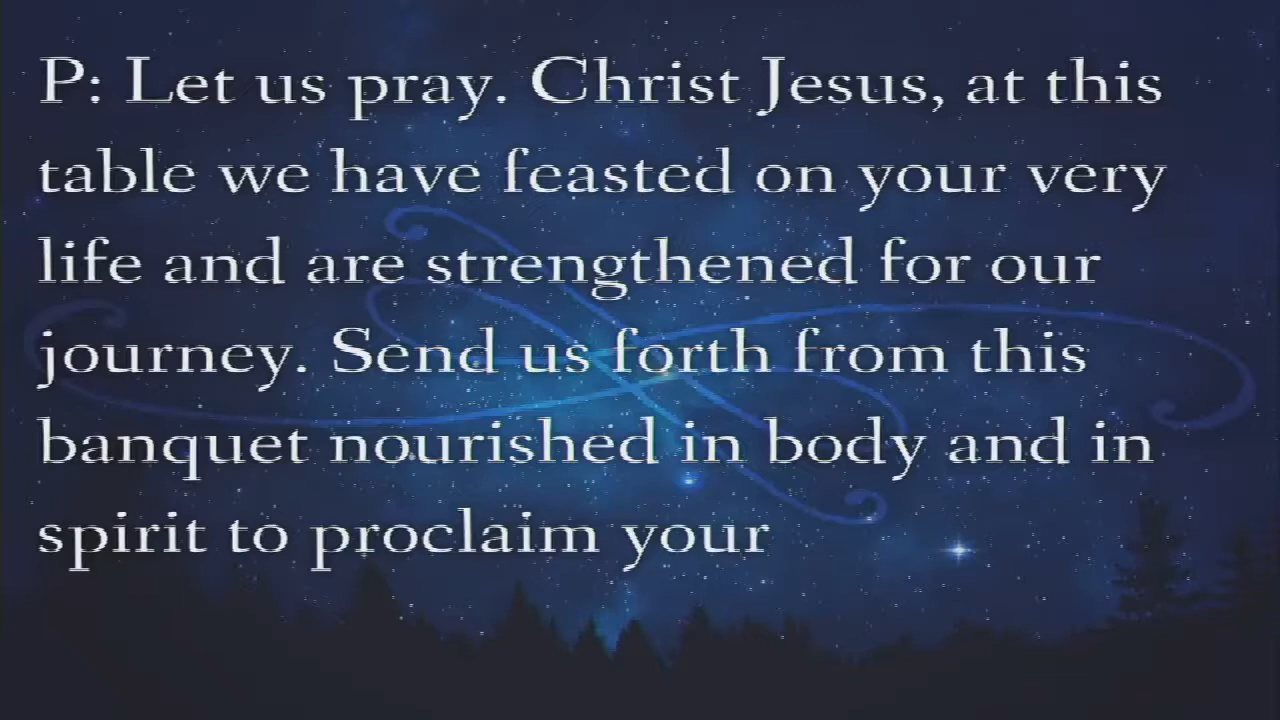 P: Let us pray. Christ Jesus, at this
table we have feasted on your very
life and are strengthened for our
journey. Send us forth from this
banquet nourished in body and in
spirit to proclaim your